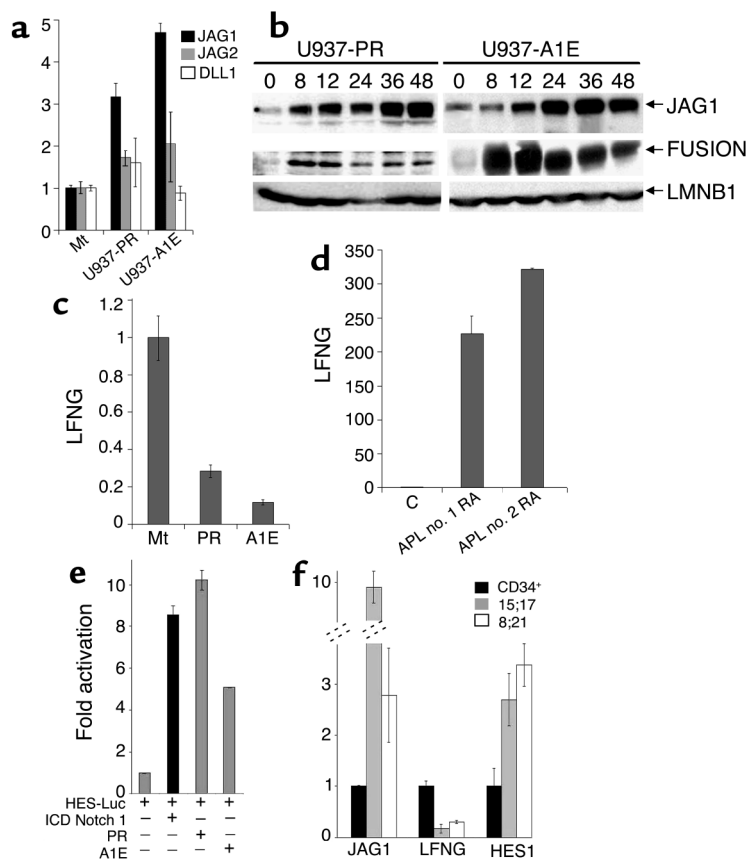 a
5
4
3
2
1
0
JAG1
JAG2
DLL1
Mt
U937-PR
U937-A1E
b
U937-PR
U937-A1E
0 8 12 24 36 48
0 8 12 24 36 48
JAG1
FUSION
LMNB1
c
LFNG
1.2
1
0.8
0.6
0.4
0.2
0
Mt PR A1E
d
LFNG
350
300
250
200
150
100
50
0
C
APL no. 1 RA
APL no. 2 RA
e
Fold activation
10
8
6
4
2
0
HES-Luc + + + +
ICD Notch 1 – + – –
PR – – + –
A1E – – – +
f
10
3
2
1
0
CD34+
15;17
8;21
JAG1 LFNG HES1